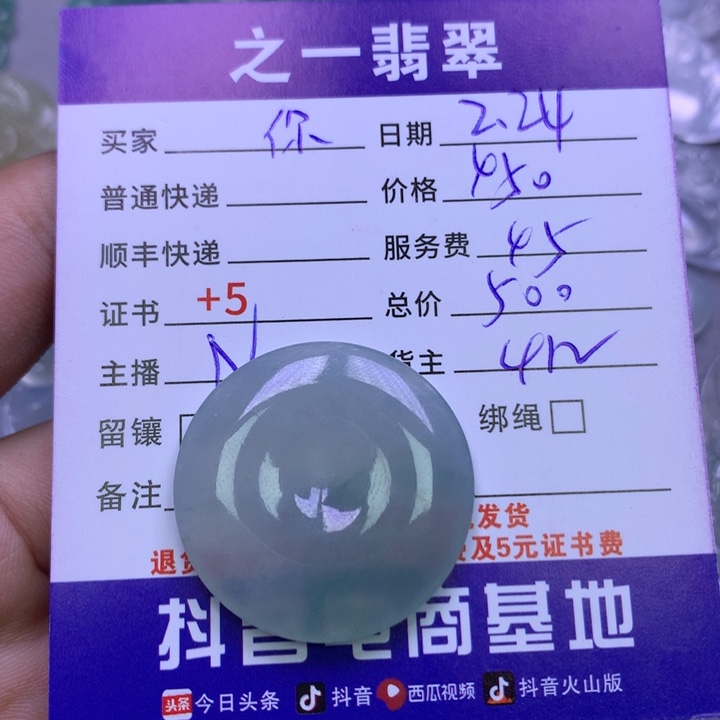 之一翡翠
买家 你 日期 2.24
普通快递 价格 450
顺丰快递 服务费 45
证书 +5 总价 500
主播 N 货主
留镶 绑绳
备注
发货
退货 及5元证书费
抖音电商基地
头条 今日头条 抖音 西瓜视频 抖音火山版